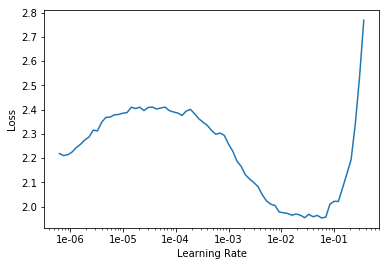 2.8
2.7
2.6
2.5
2.4
2.3
2.2
2.1
2.0
Loss
1e-06
1e-05
1e-04
1e-03
1e-02
1e-01
Learning Rate